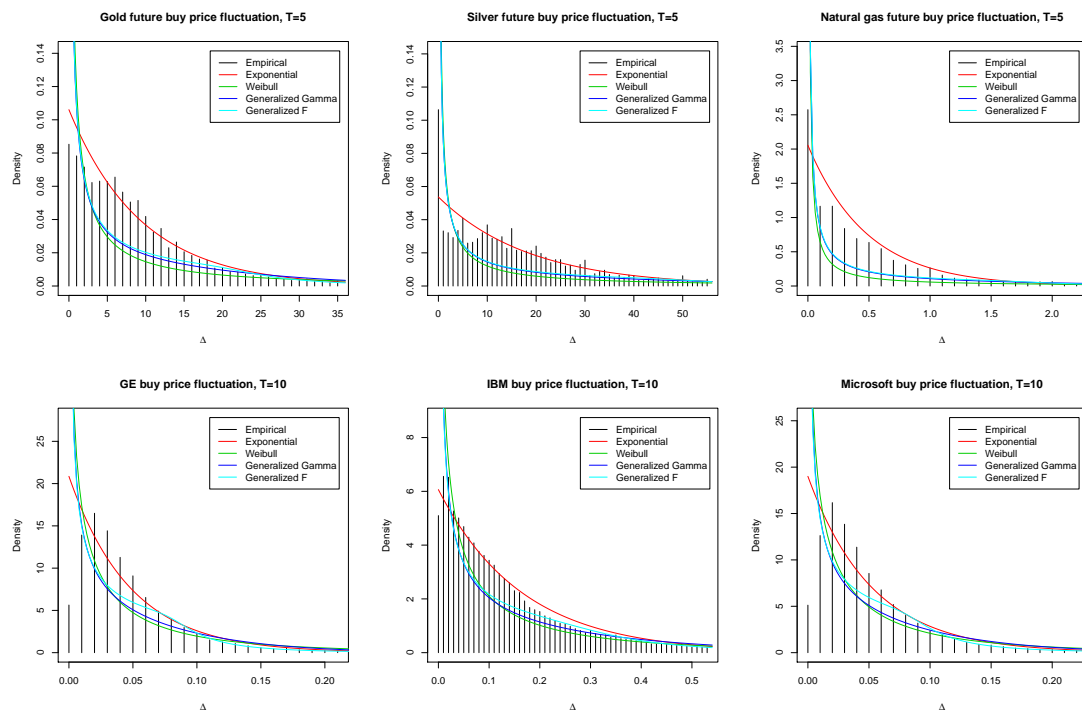 Gold future buy price fluctuation, T=5
Density
0.00 0.02 0.04 0.06 0.08 0.10 0.12 0.14
Empirical
Exponential
Weibull
Generalized Gamma
Generalized F
0 5 10 15 20 25 30 35
Δ
Silver future buy price fluctuation, T=5
Density
0.00 0.02 0.04 0.06 0.08 0.10 0.12 0.14
Empirical
Exponential
Weibull
Generalized Gamma
Generalized F
0 10 20 30 40 50
Δ
Natural gas future buy price fluctuation, T=5
Density
0.0 0.5 1.0 1.5 2.0 2.5 3.0 3.5
Empirical
Exponential
Weibull
Generalized Gamma
Generalized F
0.0 0.5 1.0 1.5 2.0
Δ
GE buy price fluctuation, T=10
Density
0 5 10 15 20 25
Empirical
Exponential
Weibull
Generalized Gamma
Generalized F
0.00 0.05 0.10 0.15 0.20
Δ
IBM buy price fluctuation, T=10
Density
0 2 4 6 8
Empirical
Exponential
Weibull
Generalized Gamma
Generalized F
0.0 0.1 0.2 0.3 0.4 0.5
Δ
Microsoft buy price fluctuation, T=10
Density
0 5 10 15 20 25
Empirical
Exponential
Weibull
Generalized Gamma
Generalized F
0.00 0.05 0.10 0.15 0.20
Δ